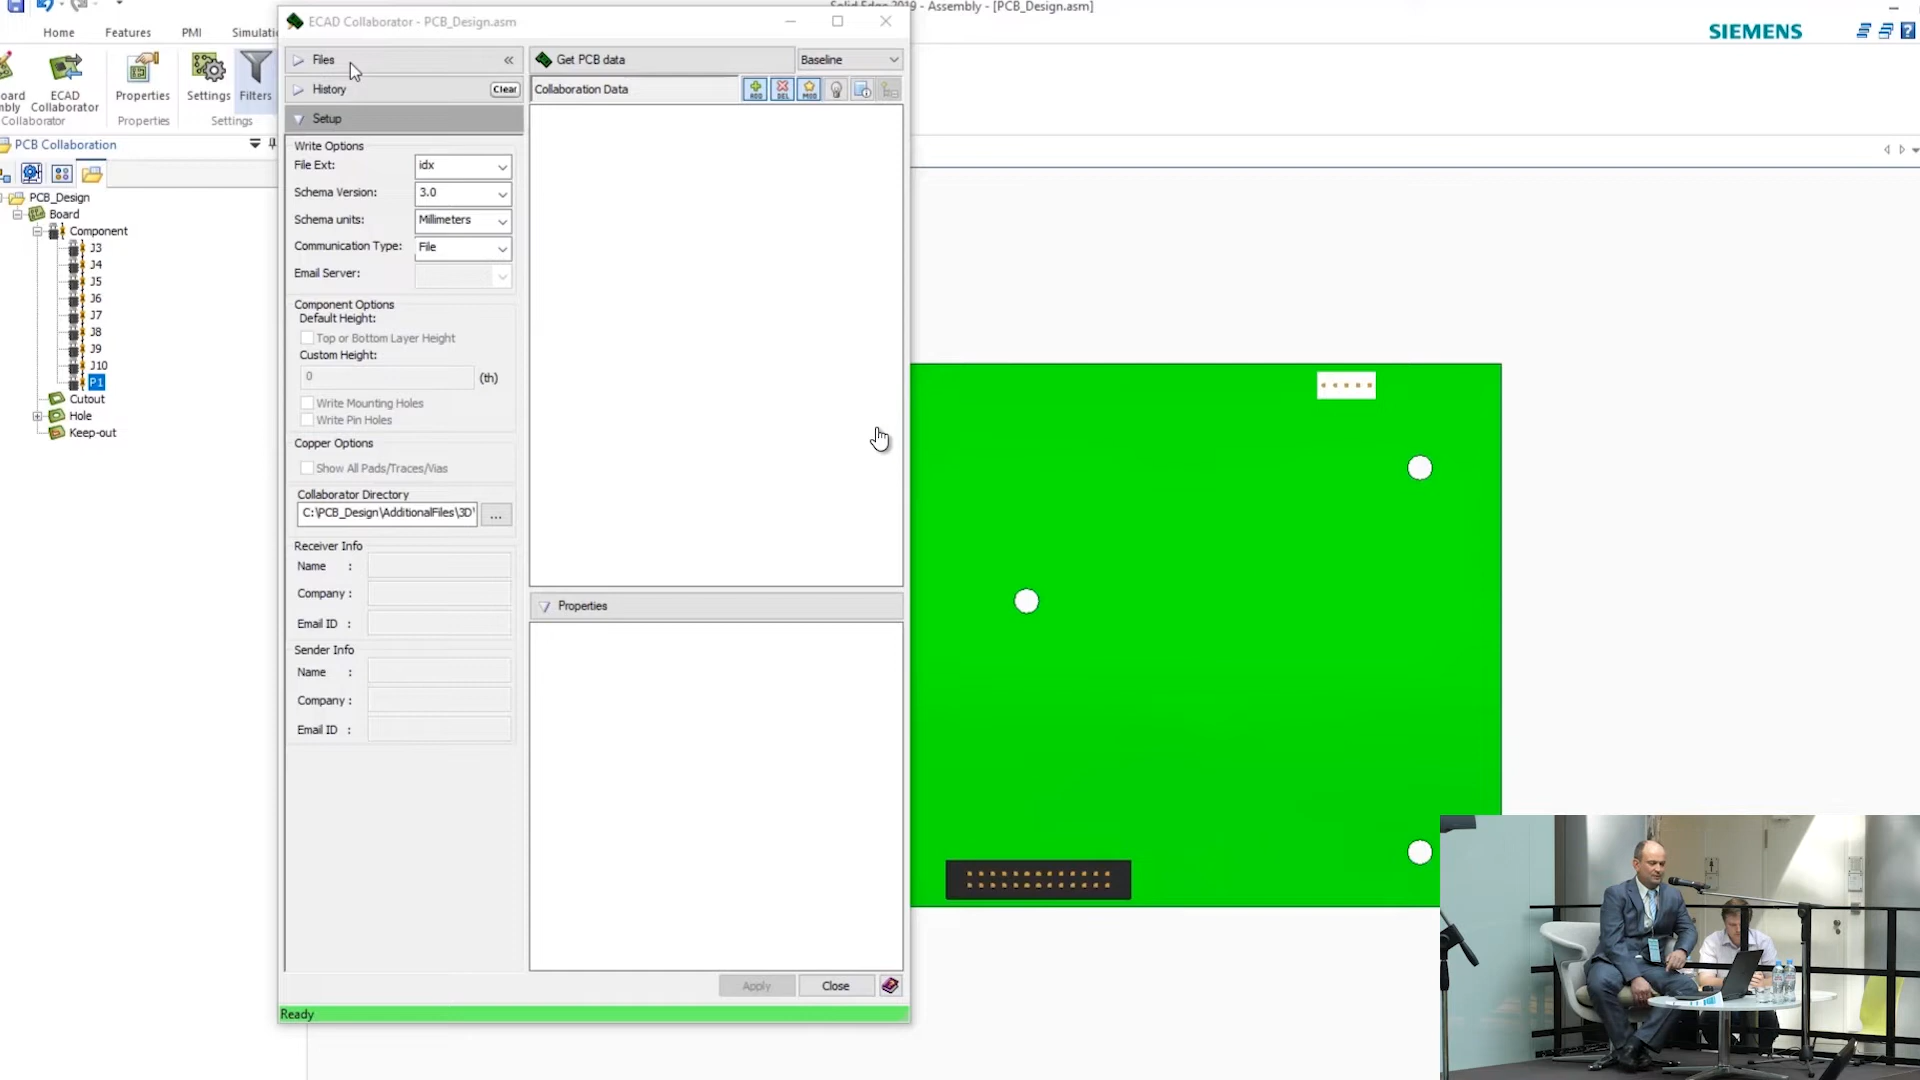 Solid Edge 2019 - Assembly - [PCB_Design.asm]
ECAD Collaborator - PCB_Design.asm
Home
Features
PMI
SIEMENS
ECAD
Collaborator
Properties
Settings
Filters
Properties
Settings
PCB Collaboration
PCB_Design
Board
Component
J3
J4
J5
J6
J7
J8
J9
J10
P1
Cutout
Hole
Keep-out
Files
History
Clear
Setup
Write Options
File Ext:
idx
Schema Version:
3.0
Schema units:
Millimeters
Communication Type:
File
Email Server:
Component Options
Default Height:
Top or Bottom Layer Height
Custom Height:
0
(th)
Write Mounting Holes
Write Pin Holes
Copper Options
Show All Pads/Traces/Vias
Collaborator Directory
C:\PCB_Design\AdditionalFiles\3D\
...
Receiver Info
Name :
Company :
Email ID :
Sender Info
Name :
Company :
Email ID :
Get PCB data
Baseline
Collaboration Data
ADD
DEL
MOD
Properties
Apply
Close
Ready